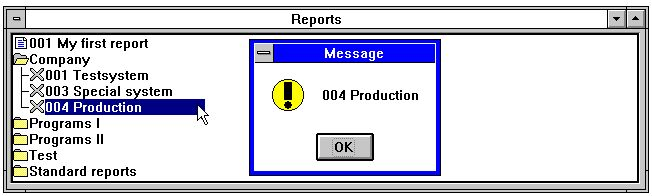 Reports
001 My first report
Company
001 Testsystem
003 Special system
004 Production
Programs I
Programs II
Test
Standard reports
Message
004 Production
OK